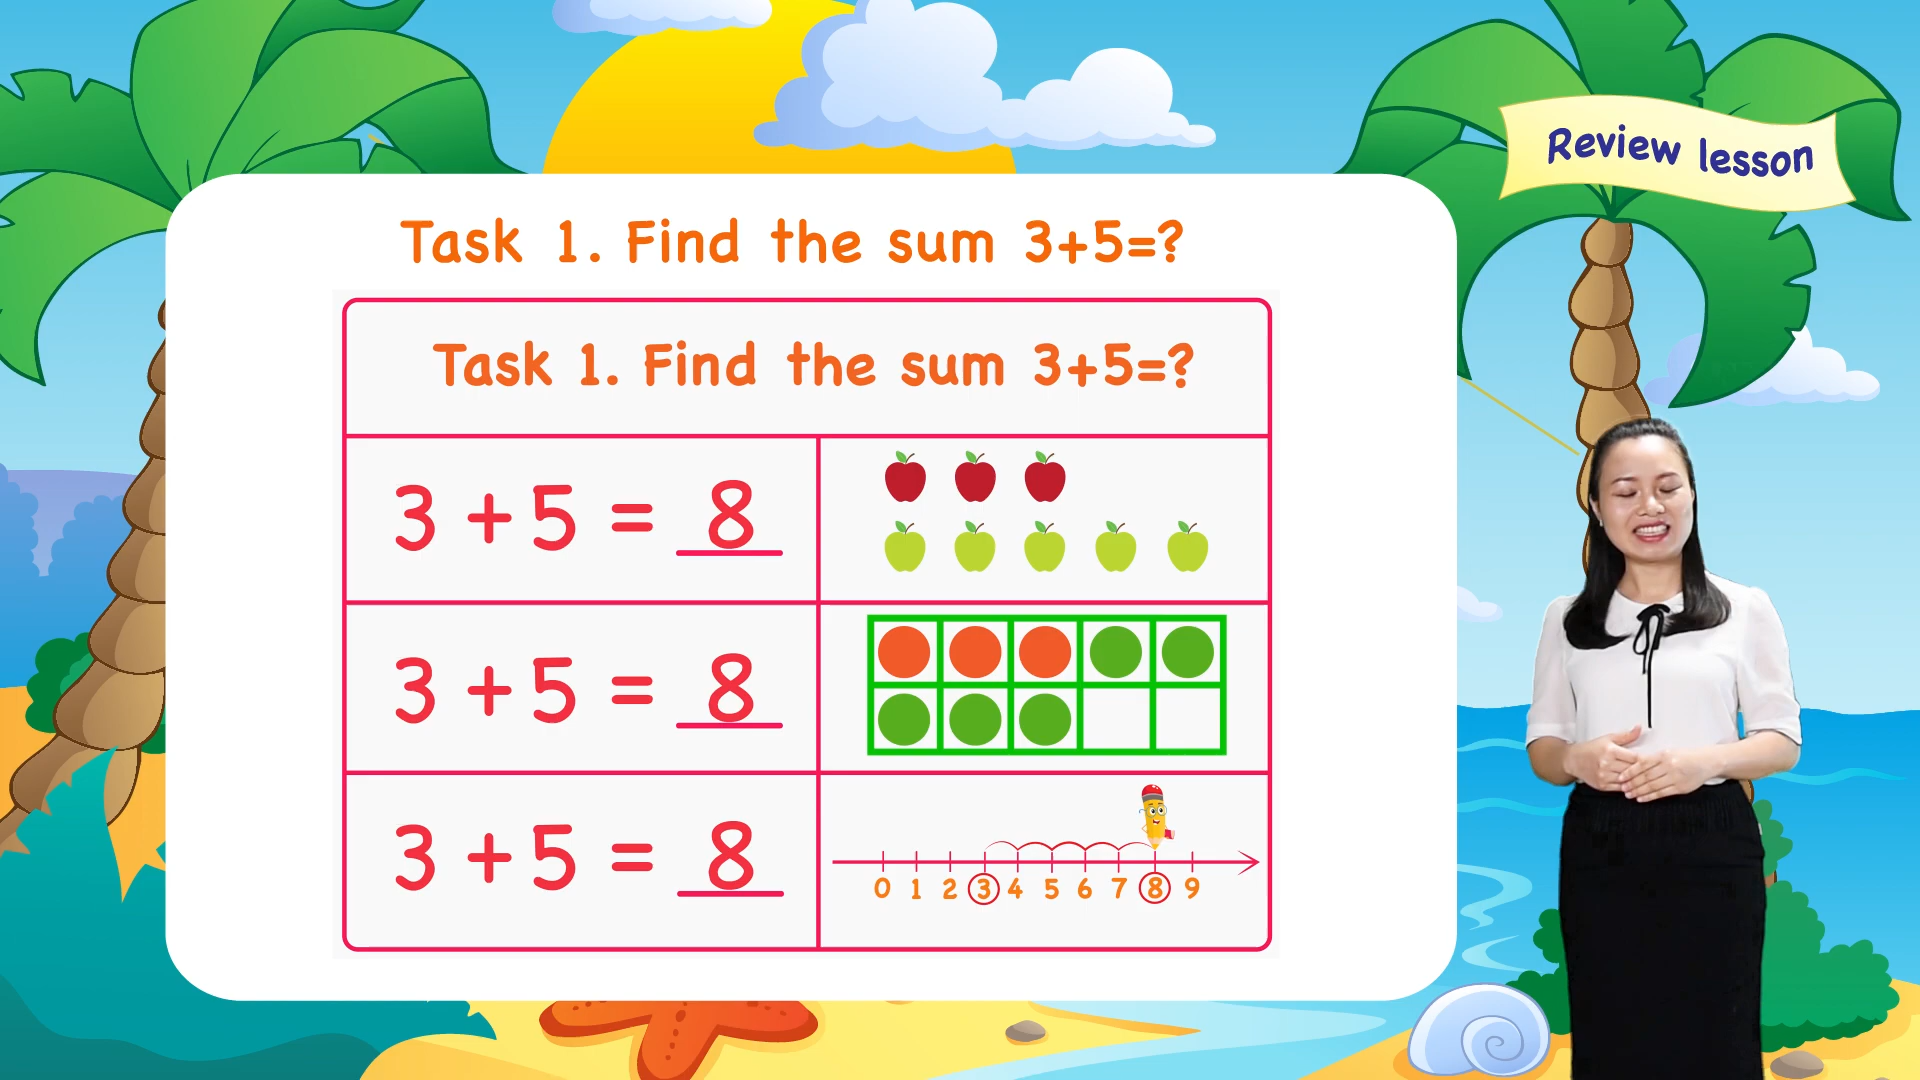 Review lesson
Task 1. Find the sum 3+5=?
Task 1. Find the sum 3+5=?
3 + 5 = 8
3 + 5 = 8
3 + 5 = 8
0 1 2 3 4 5 6 7 8 9